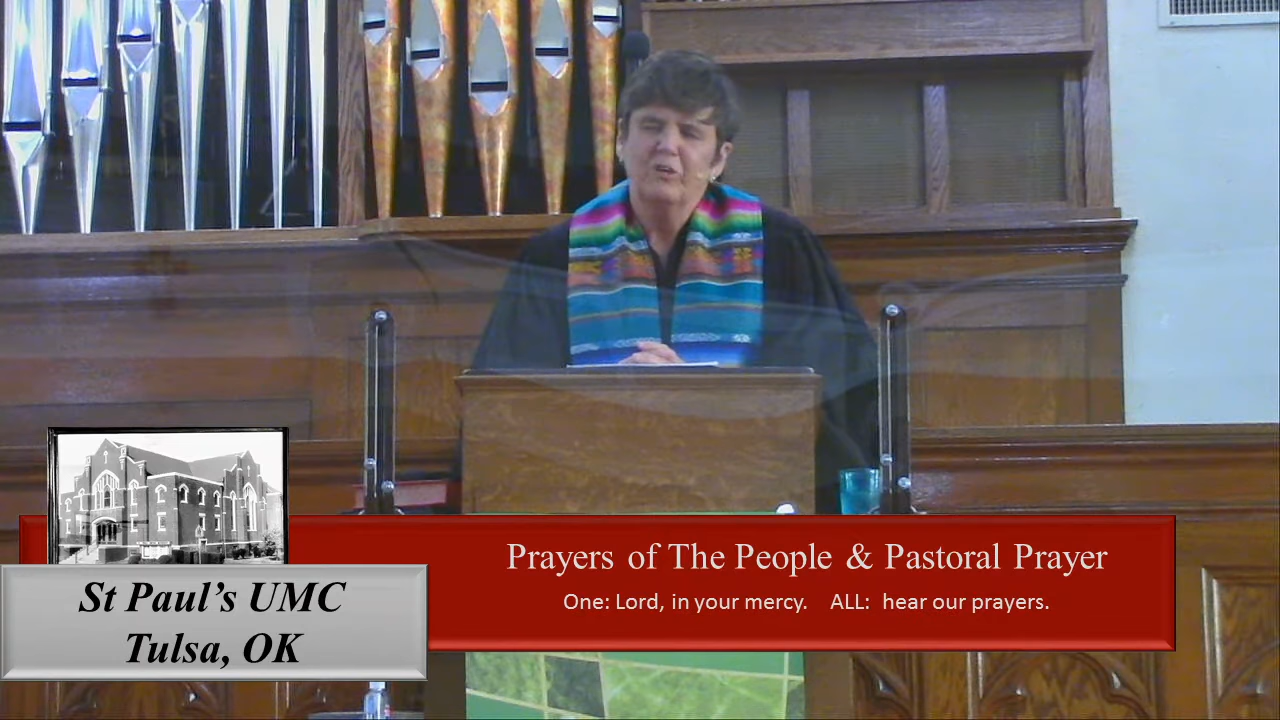 Prayers of The People & Pastoral Prayer
One: Lord, in your mercy. ALL: hear our prayers.
St Paul's UMC
Tulsa, OK